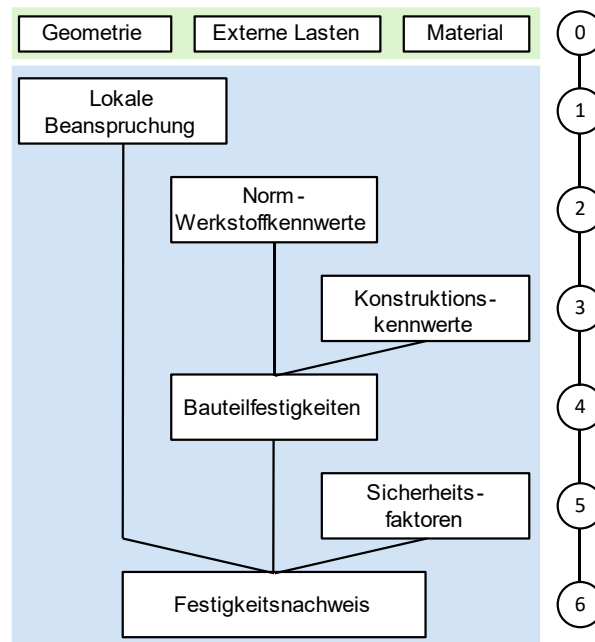 Geometrie Externe Lasten Material 0
Lokale
Beanspruchung 1
Norm-
Werkstoffkennwerte 2
Konstruktions-
kennwerte 3
Bauteilfestigkeiten 4
Sicherheits-
faktoren 5
Festigkeitsnachweis 6